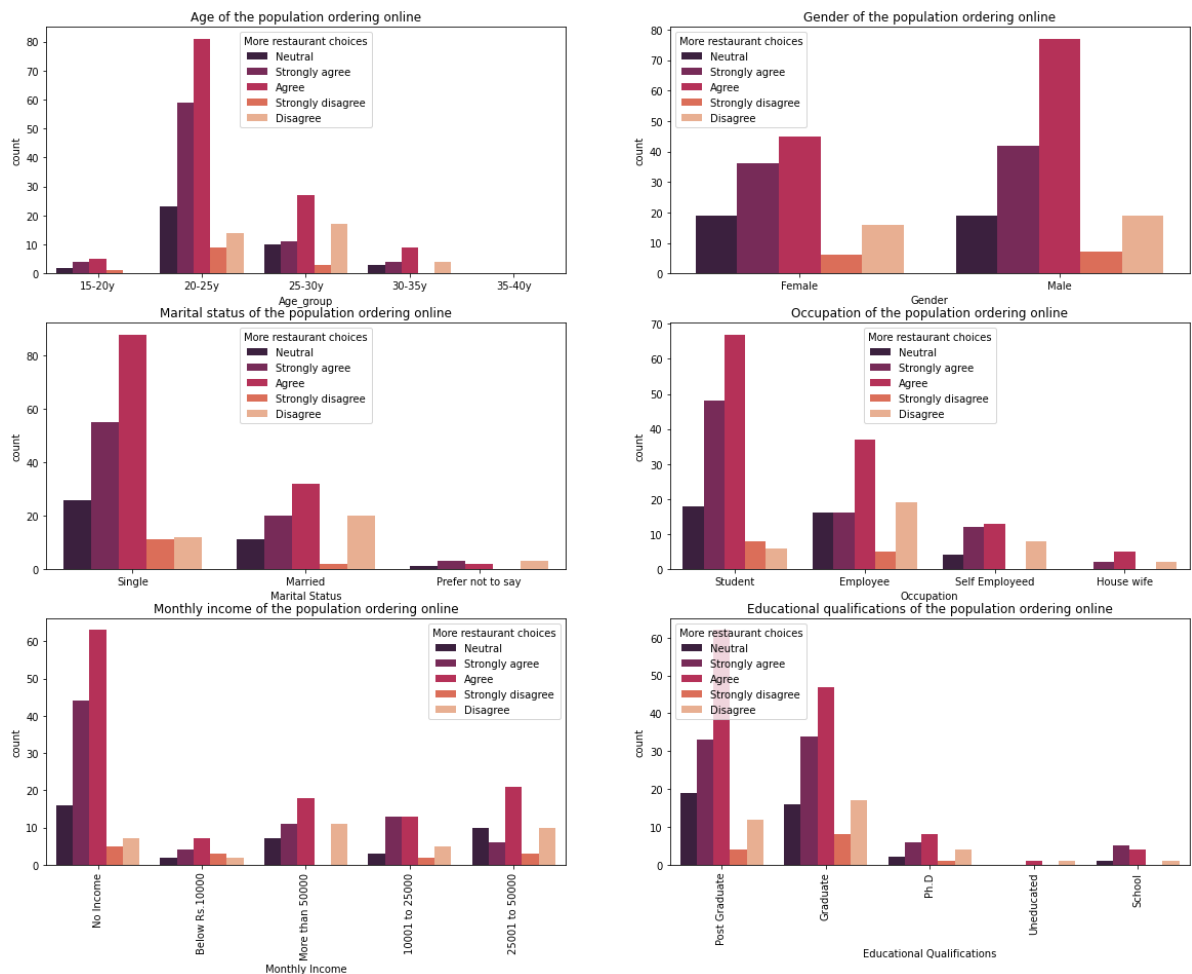 Age of the population ordering online
80
70
60
50
40
30
20
10
0
count
More restaurant choices
Neutral
Strongly agree
Agree
Strongly disagree
Disagree
15-20y 20-25y 25-30y 30-35y 35-40y
Age_group
Gender of the population ordering online
80
70
60
50
40
30
20
10
0
count
More restaurant choices
Neutral
Strongly agree
Agree
Strongly disagree
Disagree
Female Male
Gender
Marital status of the population ordering online
80
60
40
20
0
count
More restaurant choices
Neutral
Strongly agree
Agree
Strongly disagree
Disagree
Single Married Prefer not to say
Marital Status
Occupation of the population ordering online
70
60
50
40
30
20
10
0
count
More restaurant choices
Neutral
Strongly agree
Agree
Strongly disagree
Disagree
Student Employee Self Employeed House wife
Occupation
Monthly income of the population ordering online
60
50
40
30
20
10
0
count
More restaurant choices
Neutral
Strongly agree
Agree
Strongly disagree
Disagree
No Income
Below Rs.10000
More than 50000
10001 to 25000
25001 to 50000
Monthly Income
Educational qualifications of the population ordering online
60
50
40
30
20
10
0
count
More restaurant choices
Neutral
Strongly agree
Agree
Strongly disagree
Disagree
Post Graduate
Graduate
Ph.D
Uneducated
School
Educational Qualifications